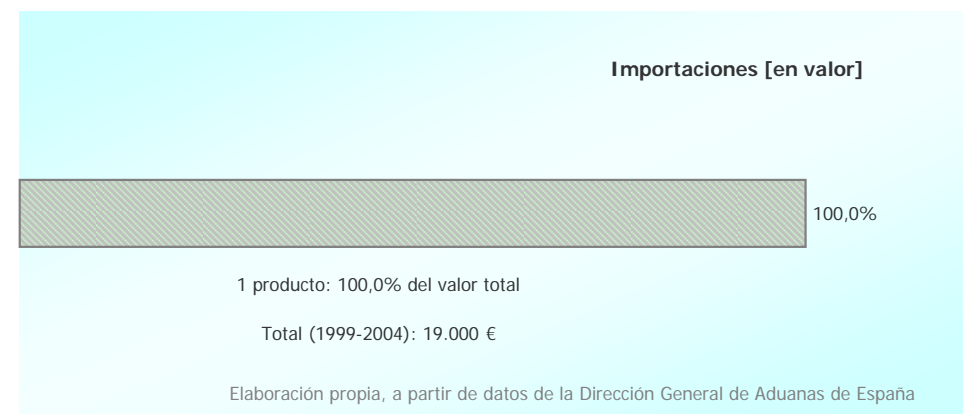 Importaciones [en valor]
100,0%
1 producto: 100,0% del valor total
Total (1999-2004): 19.000 €
Elaboración propia, a partir de datos de la Dirección General de Aduanas de España